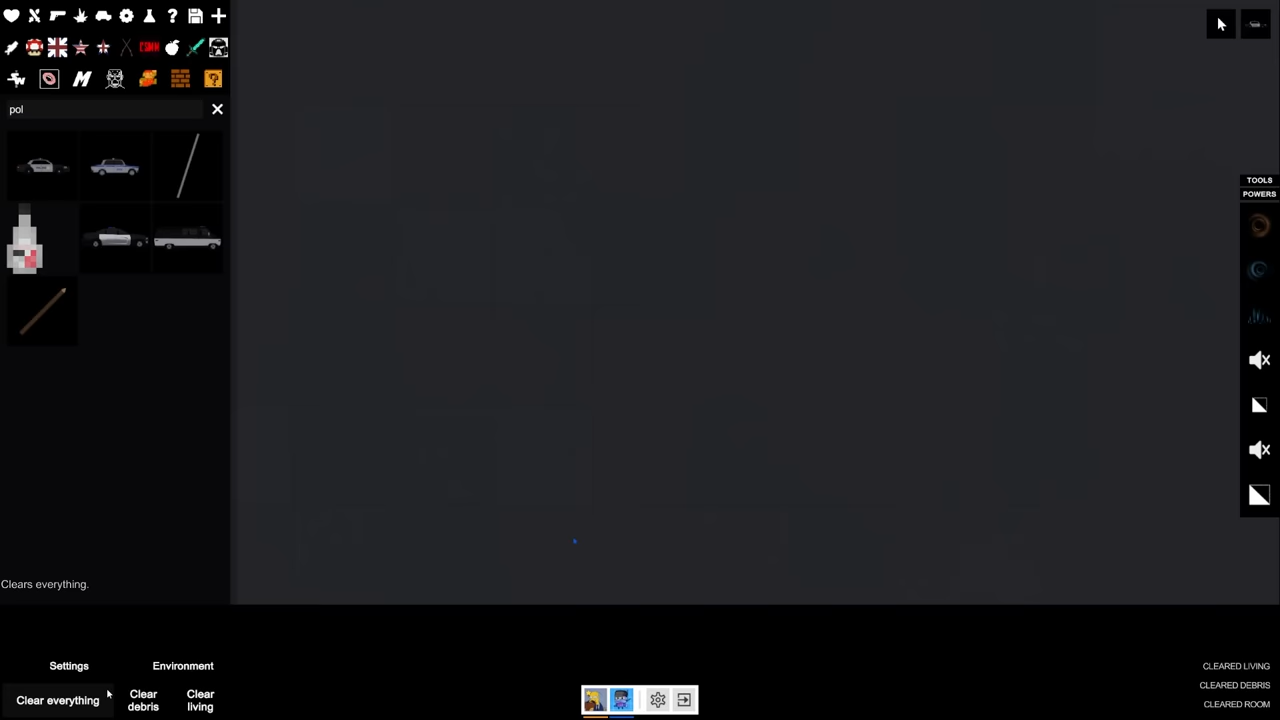 pol
TOOLS
POWERS
Clears everything.
Settings
Environment
Clear everything
Clear
debris
Clear
living
CLEARED LIVING
CLEARED DEBRIS
CLEARED ROOM